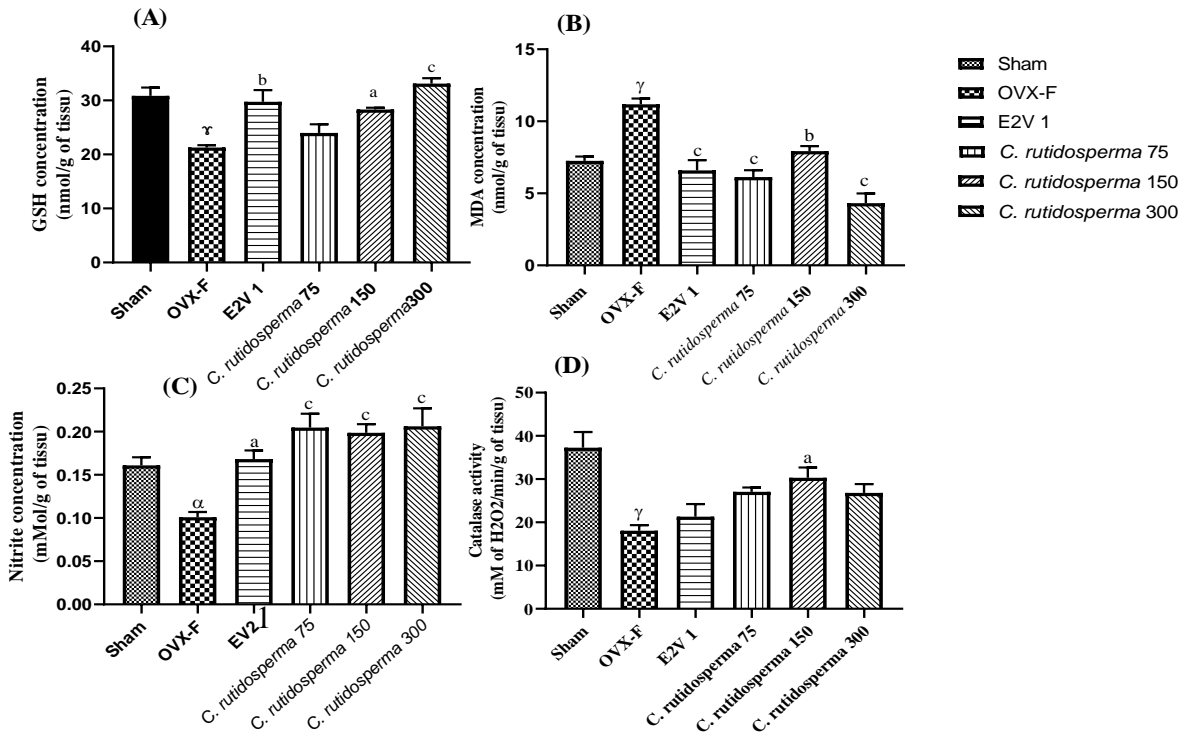 (A)
GSH concentration
(nmol/g of tissu)
40
30
20
10
0
ɤ
b
a
c
Sham
OVX-F
E2V 1
C. rutidosperma 75
C. rutidosperma 150
C. rutidosperma300
(B)
MDA concentration
(nmol/g of tissu)
15
10
5
0
γ
c
c
b
c
Sham
OVX-F
E2V 1
C. rutidosperma 75
C. rutidosperma 150
C. rutidosperma 300
Sham
OVX-F
E2V 1
C. rutidosperma 75
C. rutidosperma 150
C. rutidosperma 300
(C)
Nitrite concentration
(mMol/g of tissu)
0.25
0.20
0.15
0.10
0.05
0.00
α
a
c
c
c
Sham
OVX-F
EV2 1
C. rutidosperma 75
C. rutidosperma 150
C. rutidosperma 300
(D)
Catalase activity
(mM of H2O2/min/g of tissu)
50
40
30
20
10
0
γ
a
Sham
OVX-F
E2V 1
C. rutidosperma 75
C. rutidosperma 150
C. rutidosperma 300